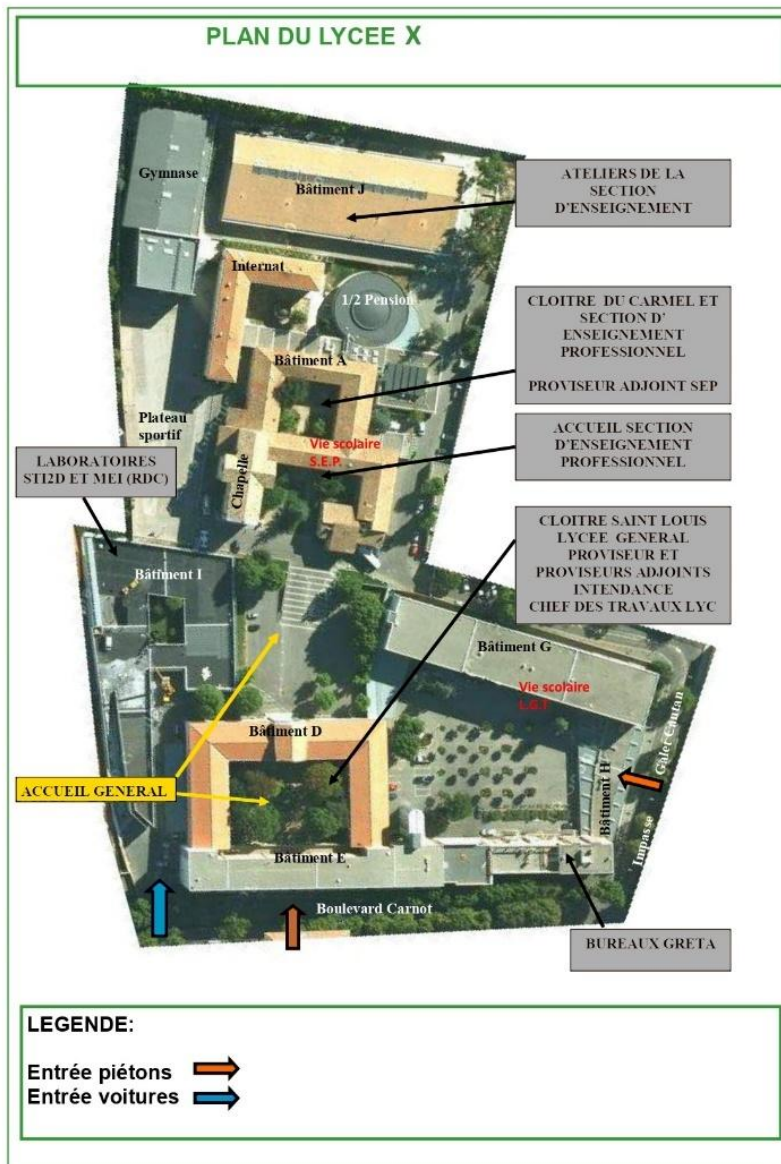 PLAN DU LYCEE X
Gymnase
Bâtiment J
ATELIERS DE LA
SECTION
D'ENSEIGNEMENT
Internat
1/2 Pension
CLOITRE DU CARMEL ET
SECTION D'
ENSEIGNEMENT
PROFESSIONNEL
PROVISEUR ADJOINT SEP
Bâtiment A
Plateau
sportif
Vie scolaire
S.E.P.
ACCUEIL SECTION
D'ENSEIGNEMENT
PROFESSIONNEL
LABORATOIRES
STI2D ET MEI (RDC)
Chapelle
CLOITRE SAINT LOUIS
LYCEE GENERAL
PROVISEUR ET
PROVISEURS ADJOINTS
INTENDANCE
CHEF DES TRAVAUX LYC
Bâtiment I
Bâtiment G
Vie scolaire
L.G.T
Bâtiment D
Impasse Galet Cautan
Bâtiment H
ACCUEIL GENERAL
Bâtiment E
Boulevard Carnot
BUREAUX GRETA
LEGENDE:
Entrée piétons
Entrée voitures